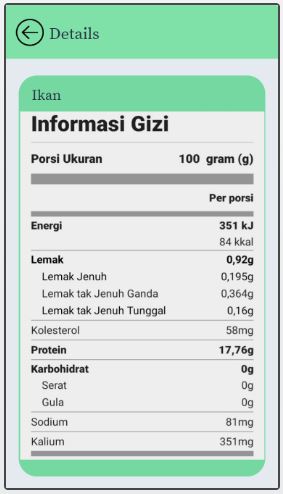 Details
Ikan
Informasi Gizi
Porsi Ukuran 100 gram (g)
Per porsi
Energi 351 kJ
84 kkal
Lemak 0,92g
Lemak Jenuh 0,195g
Lemak tak Jenuh Ganda 0,364g
Lemak tak Jenuh Tunggal 0,16g
Kolesterol 58mg
Protein 17,76g
Karbohidrat 0g
Serat 0g
Gula 0g
Sodium 81mg
Kalium 351mg